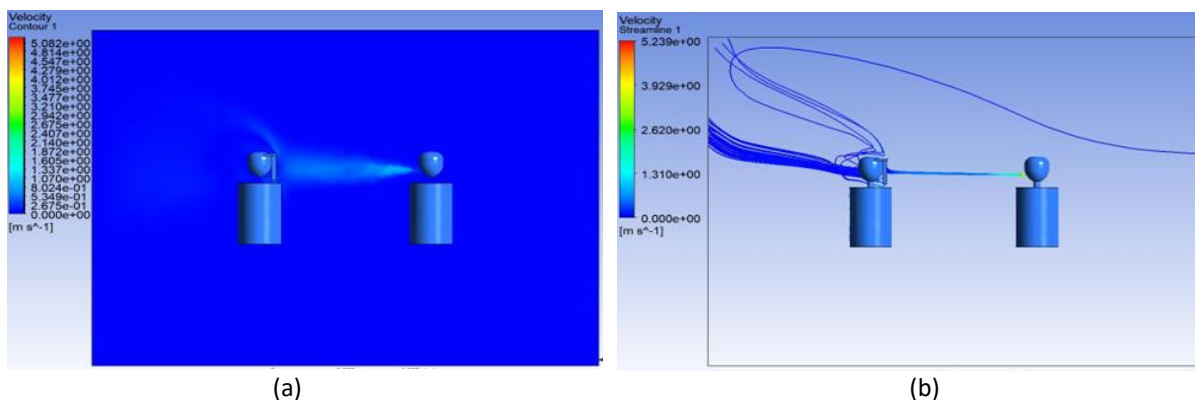 Velocity
Contour 1
5.082e+00
4.814e+00
4.547e+00
4.279e+00
4.012e+00
3.745e+00
3.477e+00
3.210e+00
2.942e+00
2.675e+00
2.407e+00
2.140e+00
1.872e+00
1.605e+00
1.337e+00
1.070e+00
8.024e-01
5.349e-01
2.675e-01
0.000e+00
[m s^-1]
(a)
Velocity
Streamline 1
5.239e+00
3.929e+00
2.620e+00
1.310e+00
0.000e+00
[m s^-1]
(b)